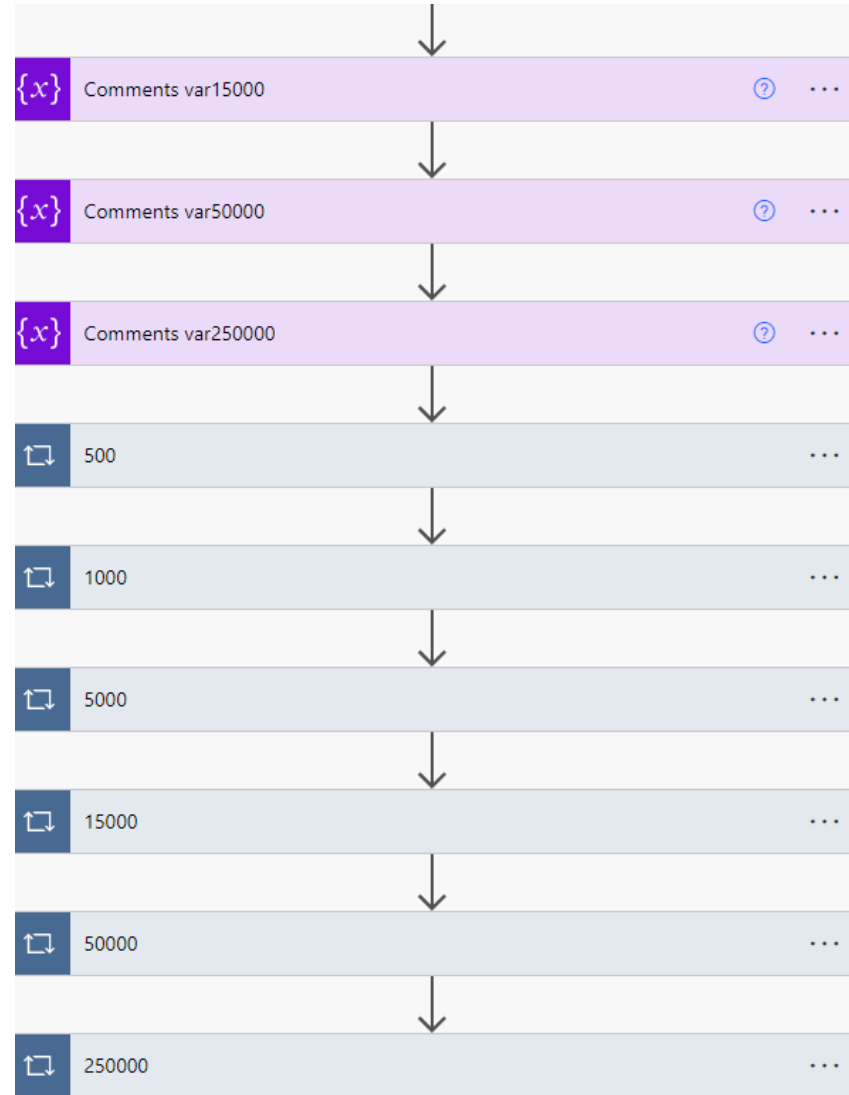 {x} Comments var15000 ? ...
{x} Comments var50000 ? ...
{x} Comments var250000 ? ...
500 ...
1000 ...
5000 ...
15000 ...
50000 ...
250000 ...